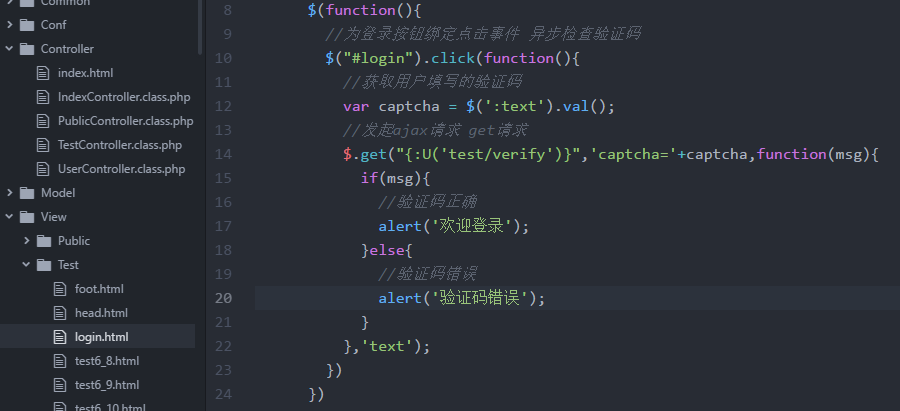 Common
Conf
Controller
index.html
IndexController.class.php
PublicController.class.php
TestController.class.php
UserController.class.php
Model
View
Public
Test
foot.html
head.html
login.html
test6_8.html
test6_9.html
test6_10.html
8 $(function(){
9 //为登录按钮绑定点击事件 异步检查验证码
10 $("#login").click(function(){
11 //获取用户填写的验证码
12 var captcha = $(':text').val();
13 //发起ajax请求 get请求
14 $.get("{:U('test/verify')}",'captcha='+captcha,function(msg){
15 if(msg){
16 //验证码正确
17 alert('欢迎登录');
18 }else{
19 //验证码错误
20 alert('验证码错误');
21 }
22 },'text');
23 })
24 })